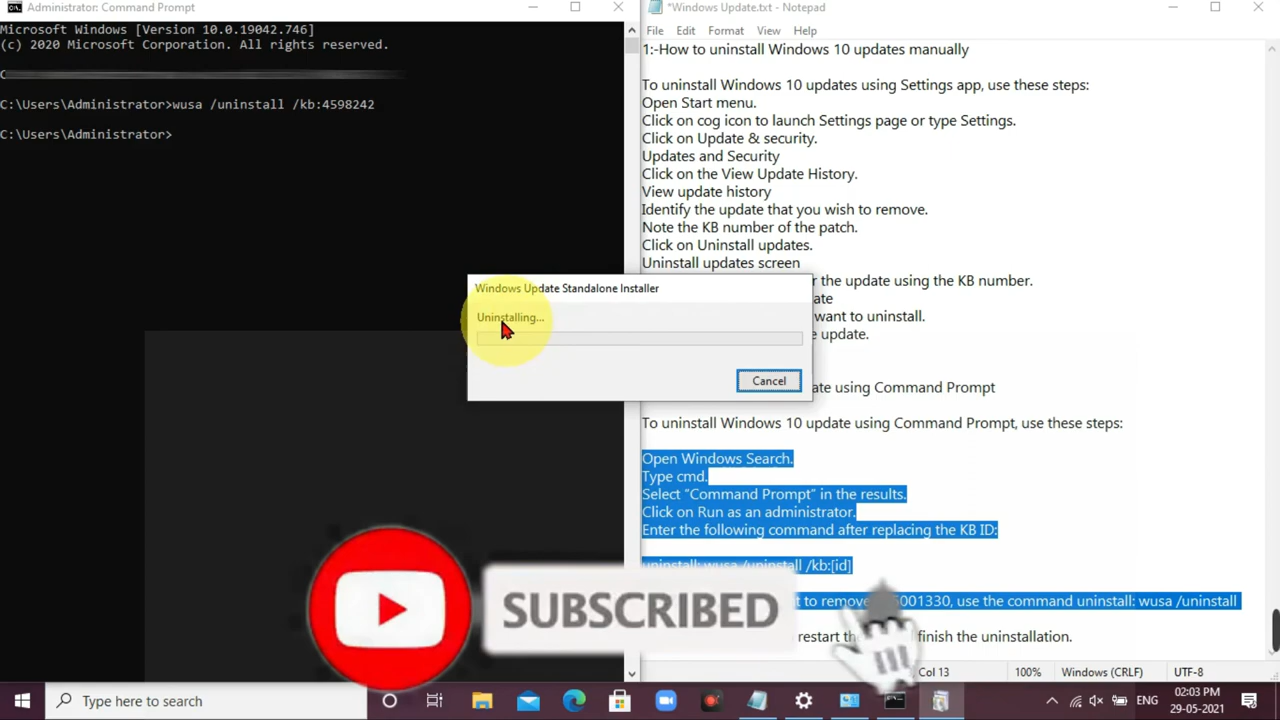 Administrator: Command Prompt
Microsoft Windows [Version 10.0.19042.746]
(c) 2020 Microsoft Corporation. All rights reserved.
C:\Users\Administrator>wusa /uninstall /kb:4598242
C:\Users\Administrator>
*Windows Update.txt - Notepad
File Edit Format View Help
1:-How to uninstall Windows 10 updates manually
To uninstall Windows 10 updates using Settings app, use these steps:
Open Start menu.
Click on cog icon to launch Settings page or type Settings.
Click on Update & security.
Updates and Security
Click on the View Update History.
View update history
Identify the update that you wish to remove.
Note the KB number of the patch.
Click on Uninstall updates.
Uninstall updates screen
the update using the KB number.
want to uninstall.
update.
using Command Prompt
To uninstall Windows 10 update using Command Prompt, use these steps:
Open Windows Search.
Type cmd.
Select “Command Prompt” in the results.
Click on Run as an administrator.
Enter the following command after replacing the KB ID:
uninstall: wusa /uninstall /kb:[id]
to remove 5001330, use the command uninstall: wusa /uninstall
restart finish the uninstallation.
Windows Update Standalone Installer
Uninstalling...
Cancel
SUBSCRIBED
Col 13 100% Windows (CRLF) UTF-8
Type here to search
ENG
02:03 PM
29-05-2021